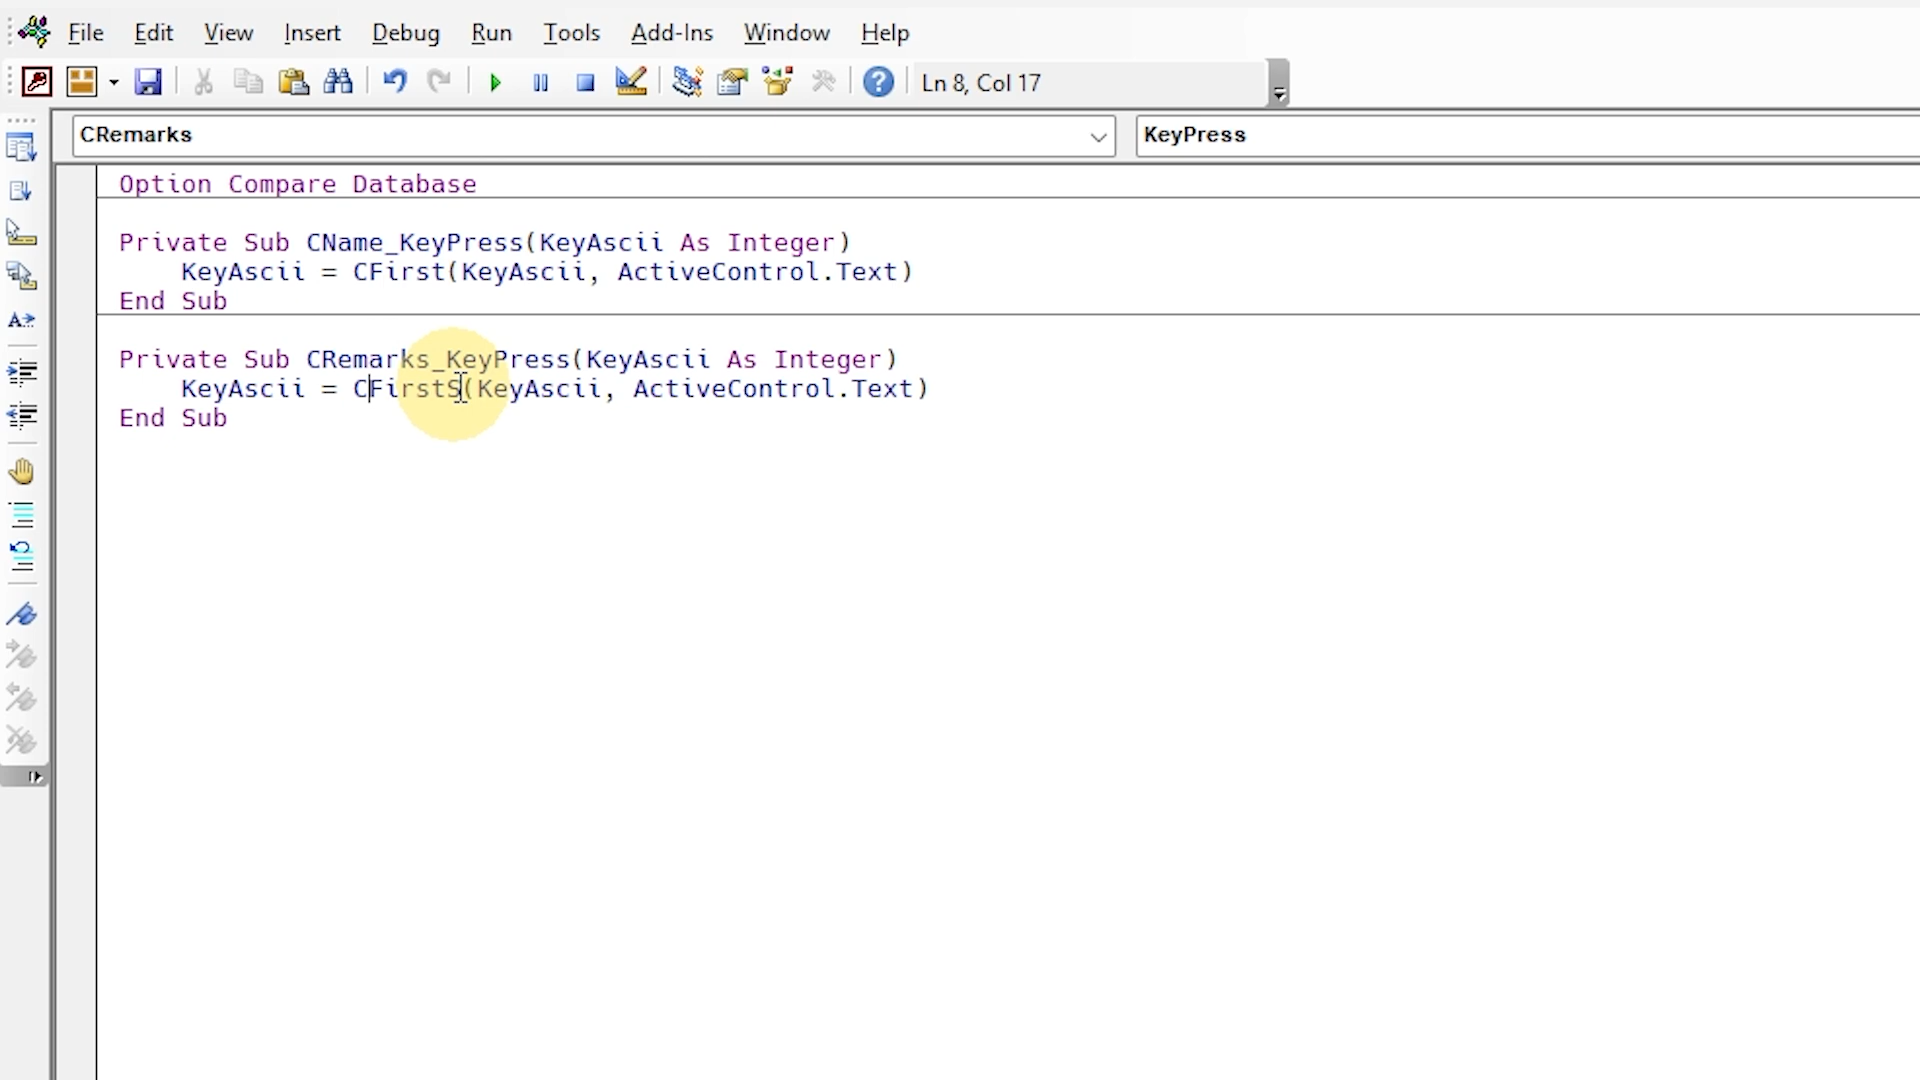 File Edit View Insert Debug Run Tools Add-Ins Window Help
Ln 8, Col 17
CRemarks KeyPress
Option Compare Database
Private Sub CName_KeyPress(KeyAscii As Integer)
KeyAscii = CFirst(KeyAscii, ActiveControl.Text)
End Sub
Private Sub CRemarks_KeyPress(KeyAscii As Integer)
KeyAscii = CFirstS(KeyAscii, ActiveControl.Text)
End Sub